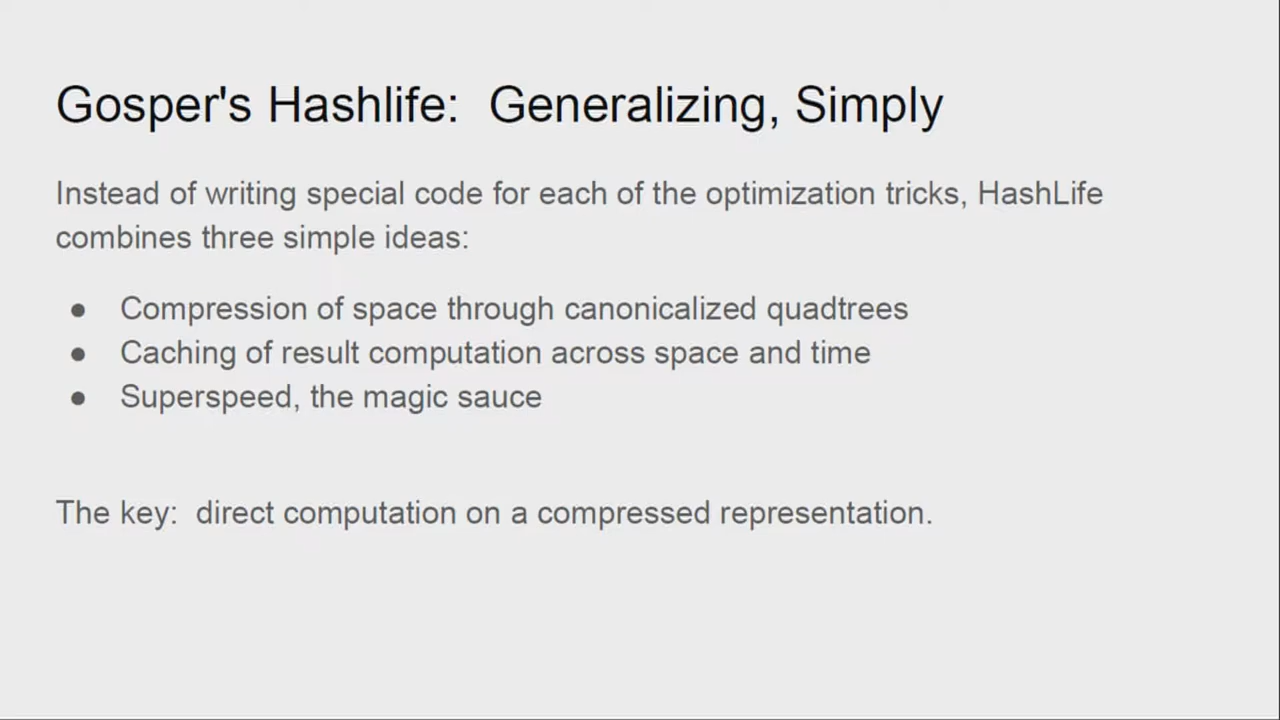 Gosper's Hashlife:  Generalizing, Simply
Instead of writing special code for each of the optimization tricks, HashLife
combines three simple ideas:
● Compression of space through canonicalized quadtrees
● Caching of result computation across space and time
● Superspeed, the magic sauce
The key:  direct computation on a compressed representation.